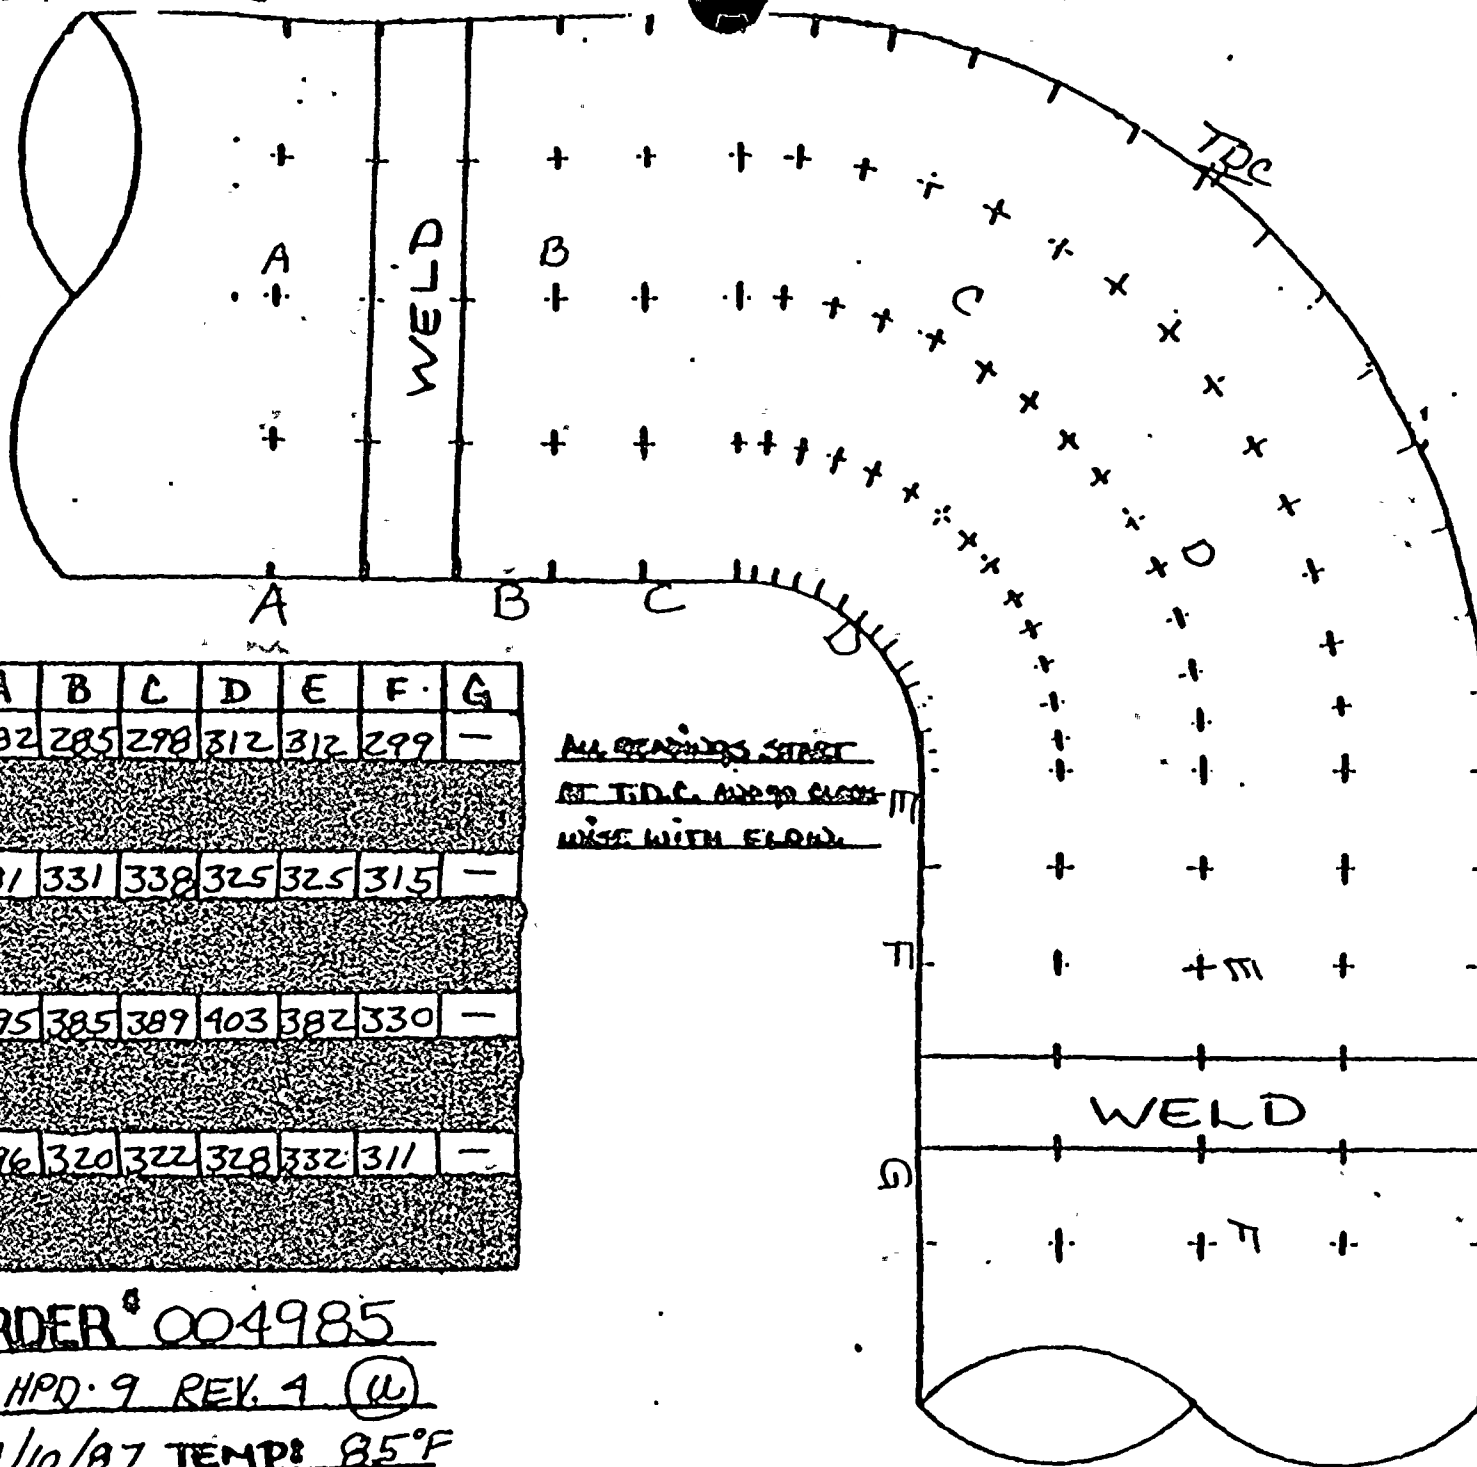 TDC
A
B
WELD
C
D
A
B
C
D
B C D E F G
285 298 312 312 299 —
331 338 325 325 315 —
385 389 403 382 330 —
320 322 328 332 311 —
ALL READINGS START
AT T.D.C. AND GO CLOCK
WISE WITH FLOW
E
F
E
WELD
G
F
004985
HPD-9 REV. 4
10/87 TEMP: 85°F